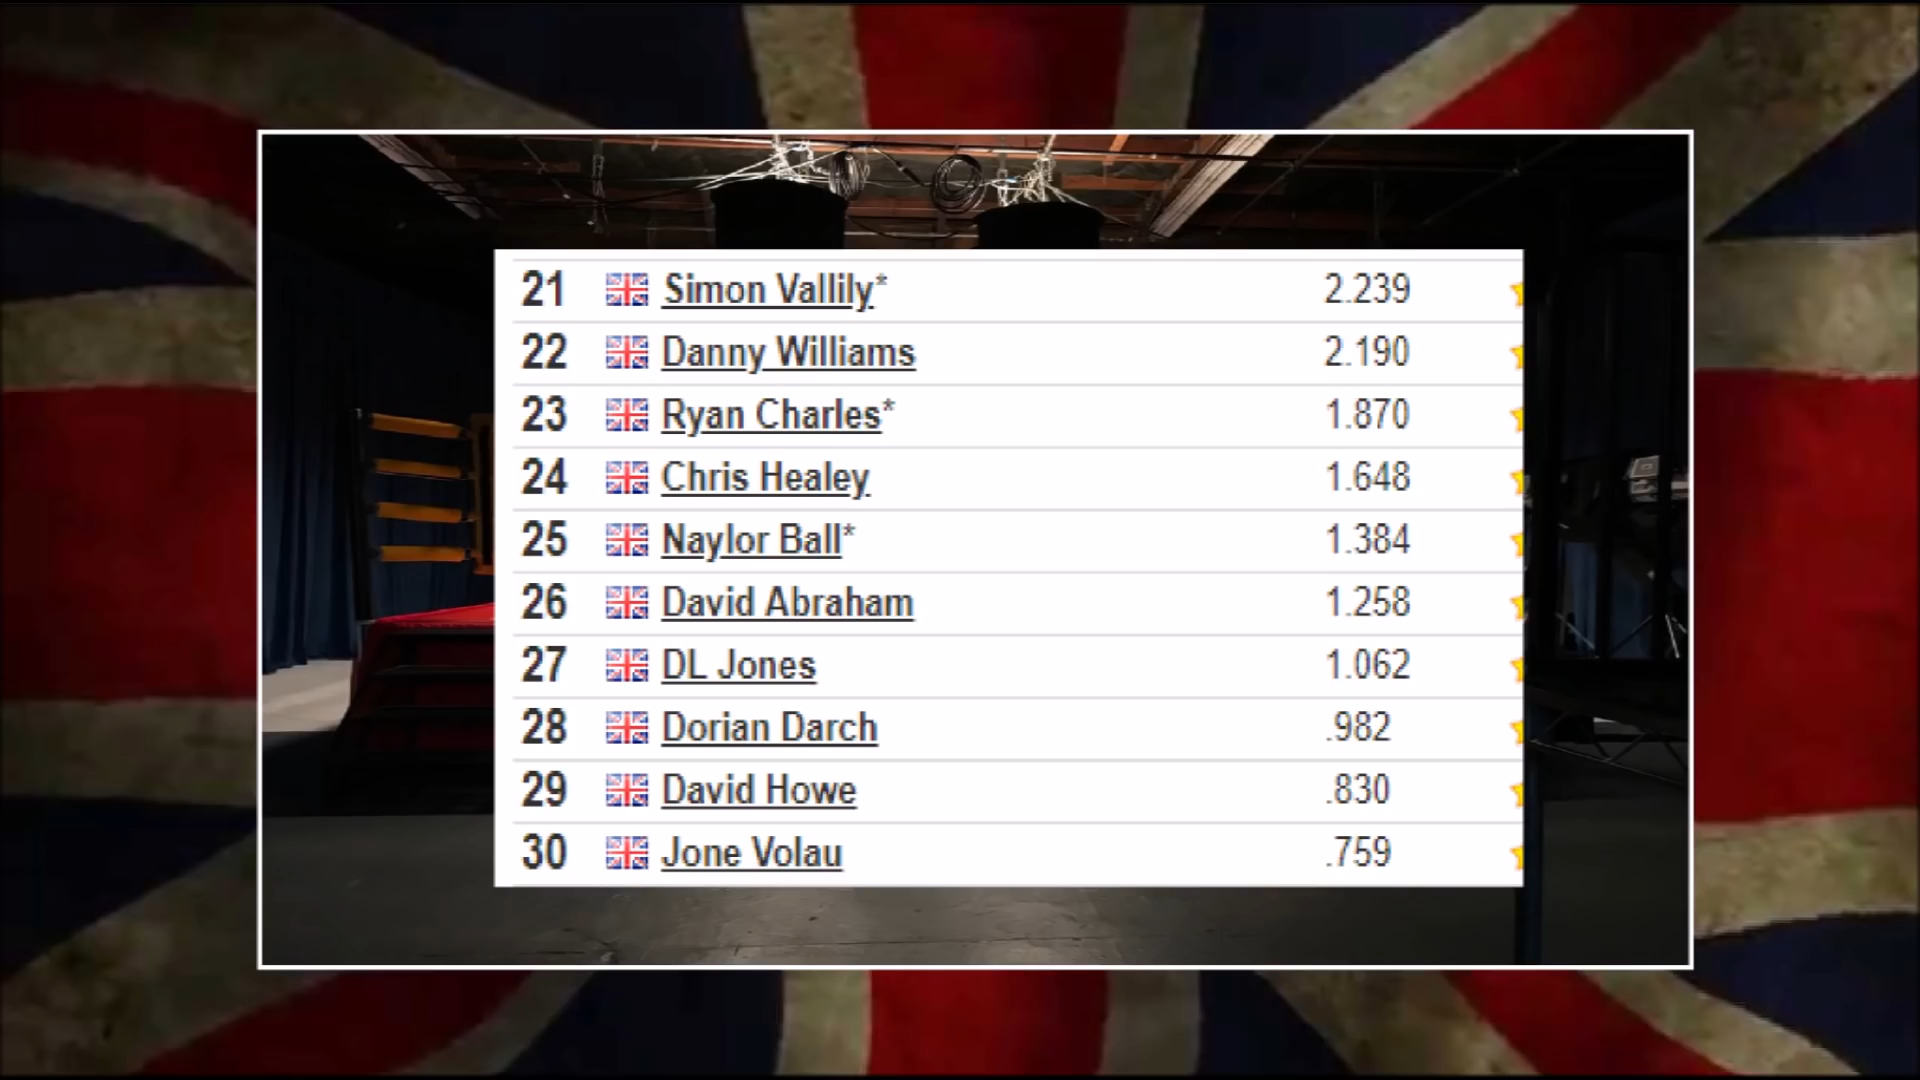 21 Simon Vallily* 2.239
22 Danny Williams 2.190
23 Ryan Charles* 1.870
24 Chris Healey 1.648
25 Naylor Ball* 1.384
26 David Abraham 1.258
27 DL Jones 1.062
28 Dorian Darch .982
29 David Howe .830
30 Jone Volau .759